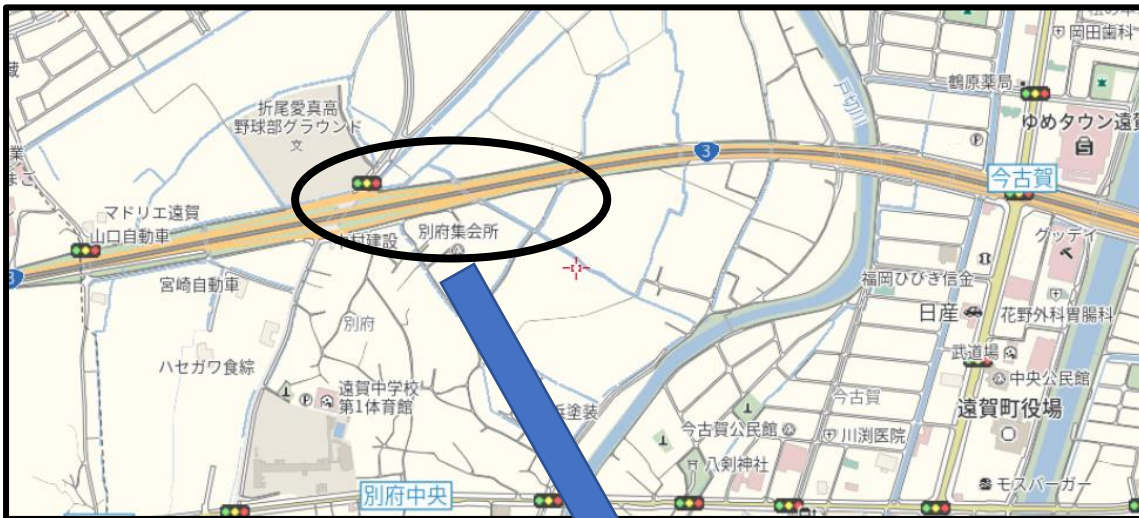 岡田歯科
鶴原薬局
戸切川
折尾愛真高
野球部グラウンド
文
ゆめタウン遠賀
3
今古賀
マドリエ遠賀
山口自動車
別府集会所
グッデイ
3
宮崎自動車
福岡ひびき信金
日産
花野外科胃腸科
別府
武道場
ハセガワ食綜
中央公民館
遠賀中学校
第1体育館
今古賀
遠賀町役場
今古賀公民館
川渕医院
八剣神社
モスバーガー
別府中央